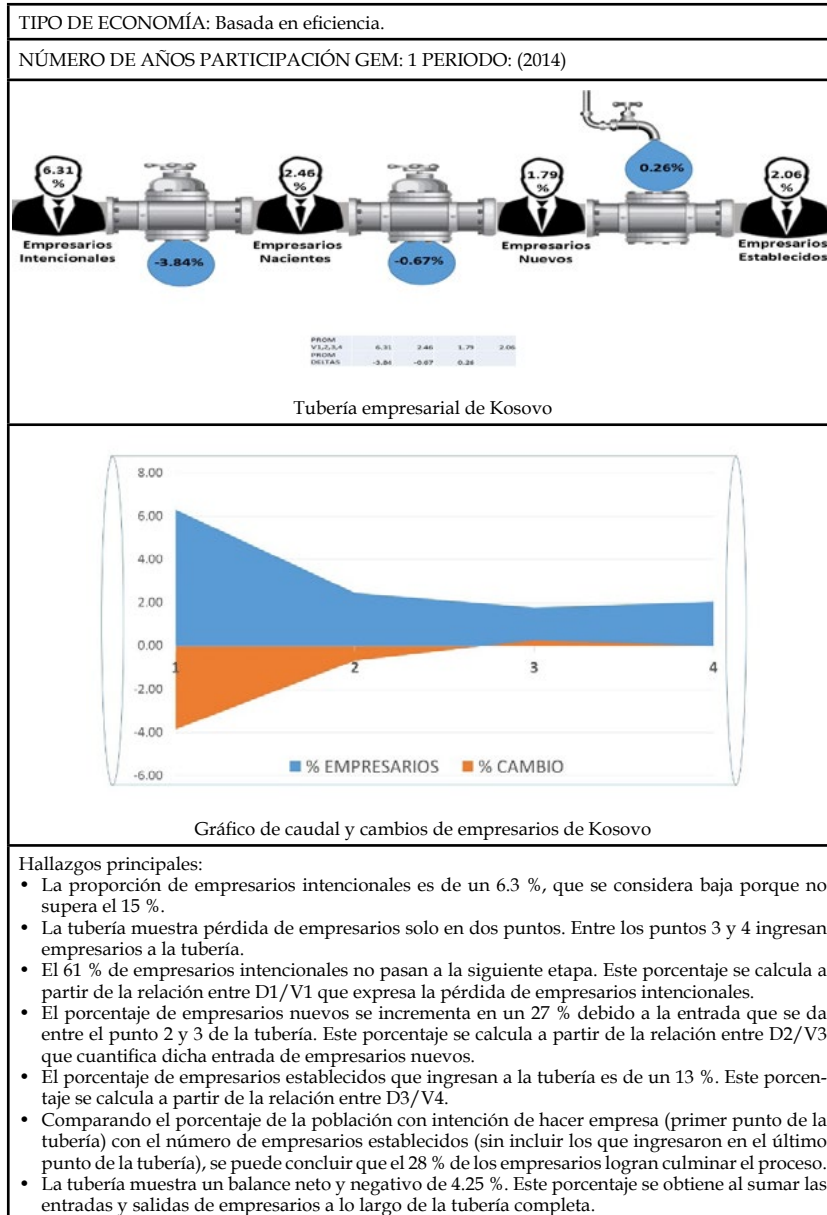 TIPO DE ECONOMÍA: Basada en eficiencia.
NÚMERO DE AÑOS PARTICIPACIÓN GEM: 1 PERIODO: (2014)
6.31
%
Empresarios
Intencionales
-3.84%
2.46
%
Empresarios
Nacientes
-0.67%
1.79
%
Empresarios
Nuevos
0.26%
2.06
%
Empresarios
Establecidos
PROM
V1,2,3,4 6.31 2.46 1.79 2.06
PROM
DELTAS -3.84 -0.67 0.26
Tubería empresarial de Kosovo
8.00
6.00
4.00
2.00
0.00
-2.00
-4.00
-6.00
1 2 3 4
% EMPRESARIOS % CAMBIO
Gráfico de caudal y cambios de empresarios de Kosovo
Hallazgos principales:
• La proporción de empresarios intencionales es de un 6.3 %, que se considera baja porque no
supera el 15 %.
• La tubería muestra pérdida de empresarios solo en dos puntos. Entre los puntos 3 y 4 ingresan
empresarios a la tubería.
• El 61 % de empresarios intencionales no pasan a la siguiente etapa. Este porcentaje se calcula a
partir de la relación entre D1/V1 que expresa la pérdida de empresarios intencionales.
• El porcentaje de empresarios nuevos se incrementa en un 27 % debido a la entrada que se da
entre el punto 2 y 3 de la tubería. Este porcentaje se calcula a partir de la relación entre D2/V3
que cuantifica dicha entrada de empresarios nuevos.
• El porcentaje de empresarios establecidos que ingresan a la tubería es de un 13 %. Este porcen-
taje se calcula a partir de la relación entre D3/V4.
• Comparando el porcentaje de la población con intención de hacer empresa (primer punto de la
tubería) con el número de empresarios establecidos (sin incluir los que ingresaron en el último
punto de la tubería), se puede concluir que el 28 % de los empresarios logran culminar el proceso.
• La tubería muestra un balance neto y negativo de 4.25 %. Este porcentaje se obtiene al sumar las
entradas y salidas de empresarios a lo largo de la tubería completa.